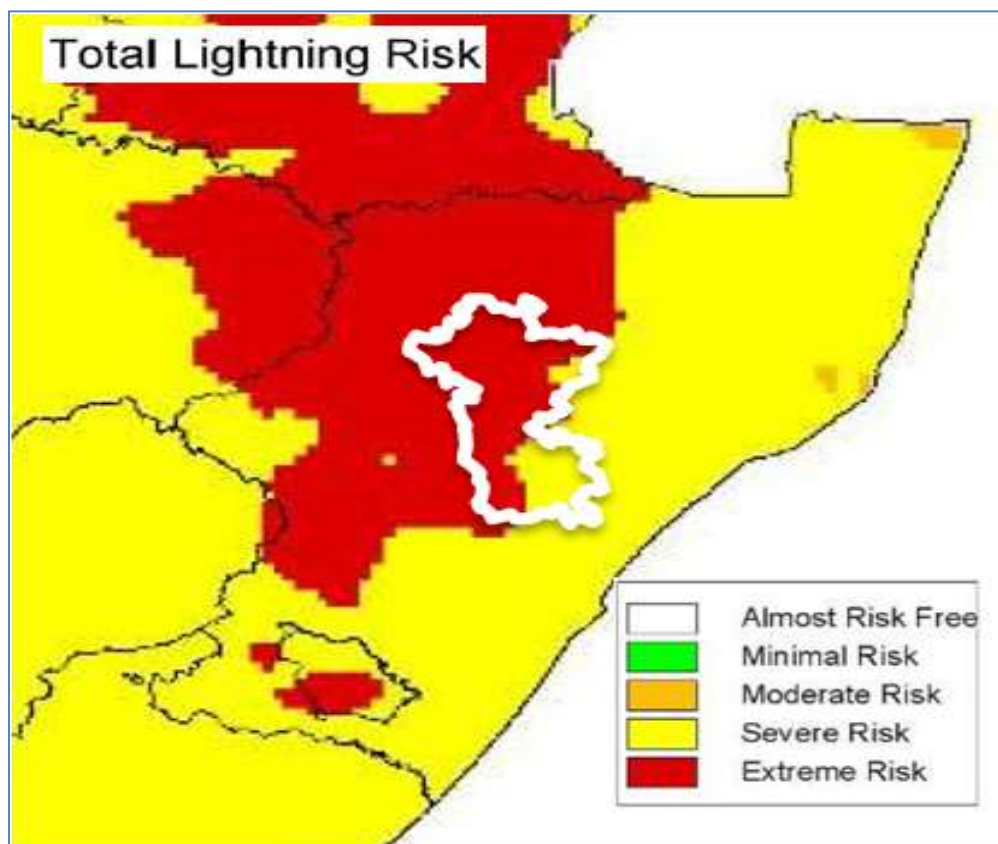 Total Lightning Risk
Almost Risk Free
Minimal Risk
Moderate Risk
Severe Risk
Extreme Risk